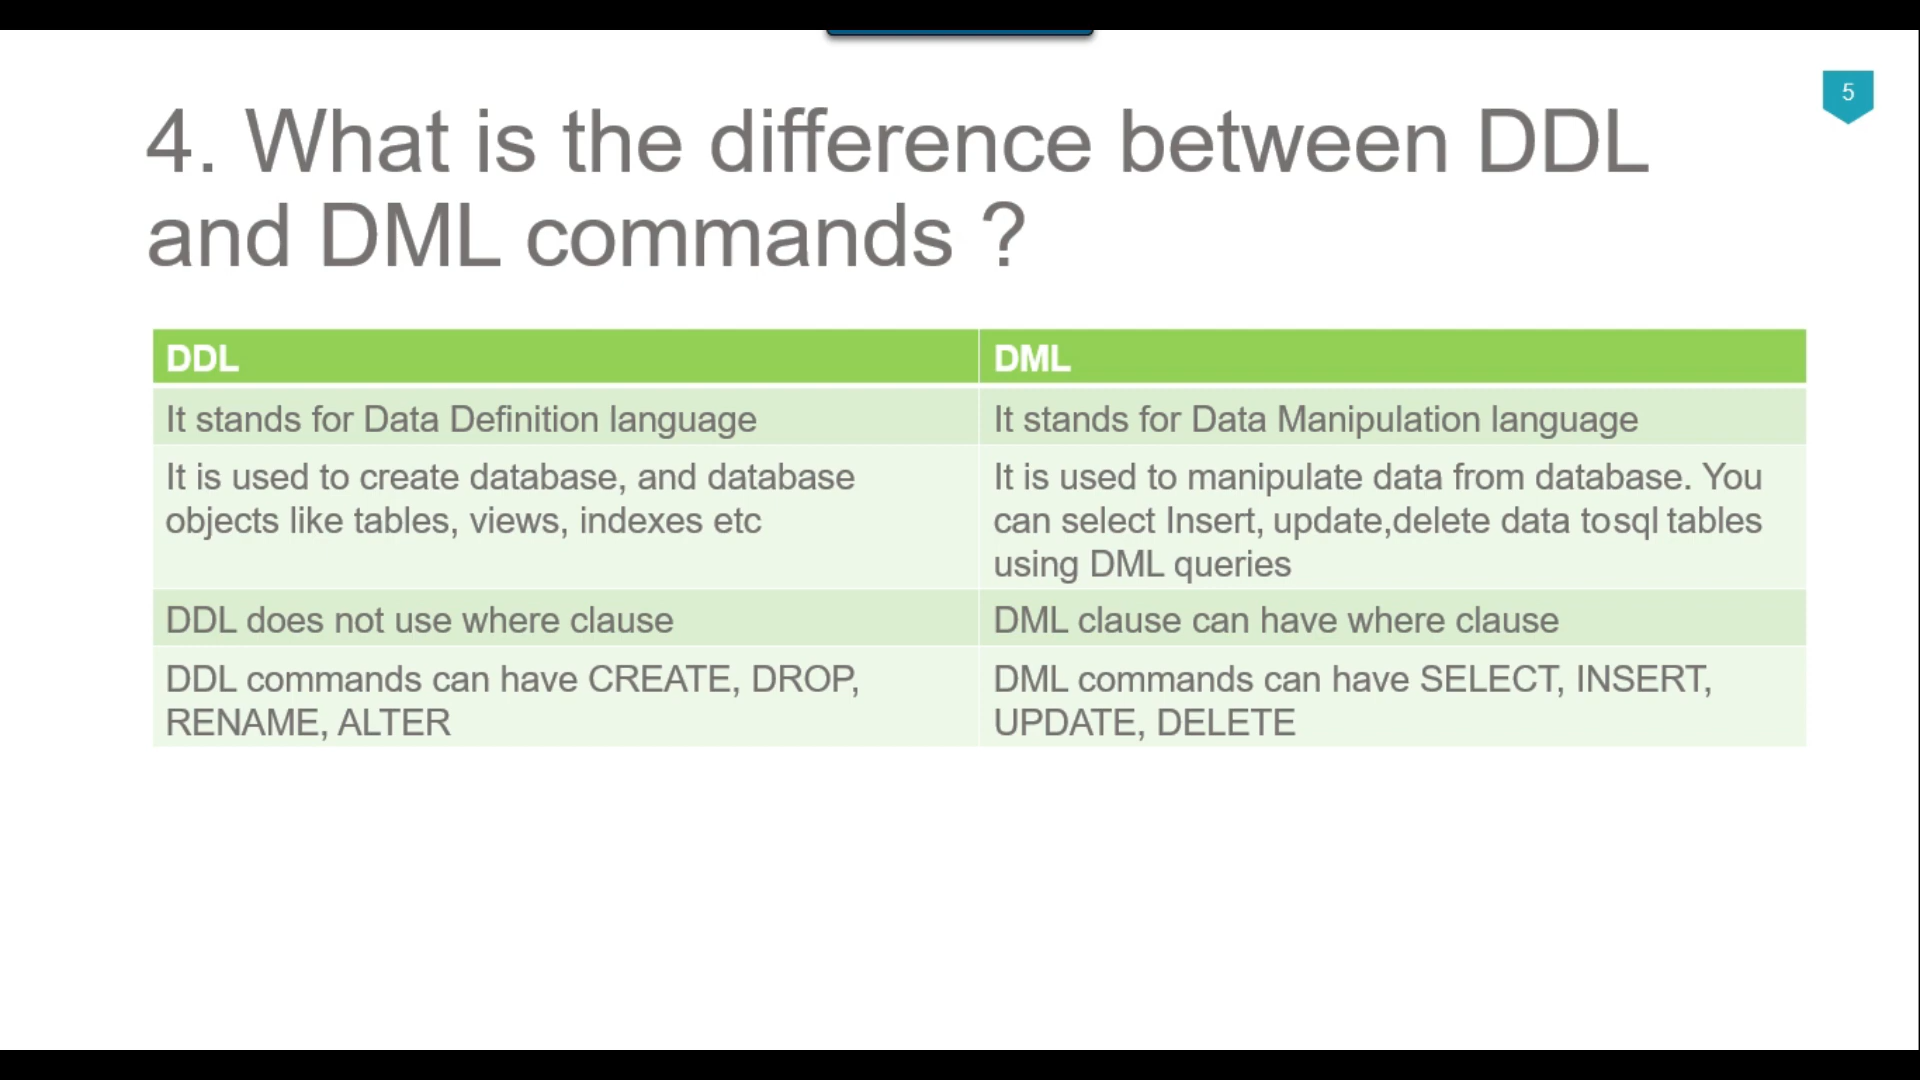 5
4. What is the difference between DDL
and DML commands ?
DDL
DML
It stands for Data Definition language
It stands for Data Manipulation language
It is used to create database, and database
objects like tables, views, indexes etc
It is used to manipulate data from database. You
can select Insert, update,delete data tosql tables
using DML queries
DDL does not use where clause
DML clause can have where clause
DDL commands can have CREATE, DROP,
RENAME, ALTER
DML commands can have SELECT, INSERT,
UPDATE, DELETE